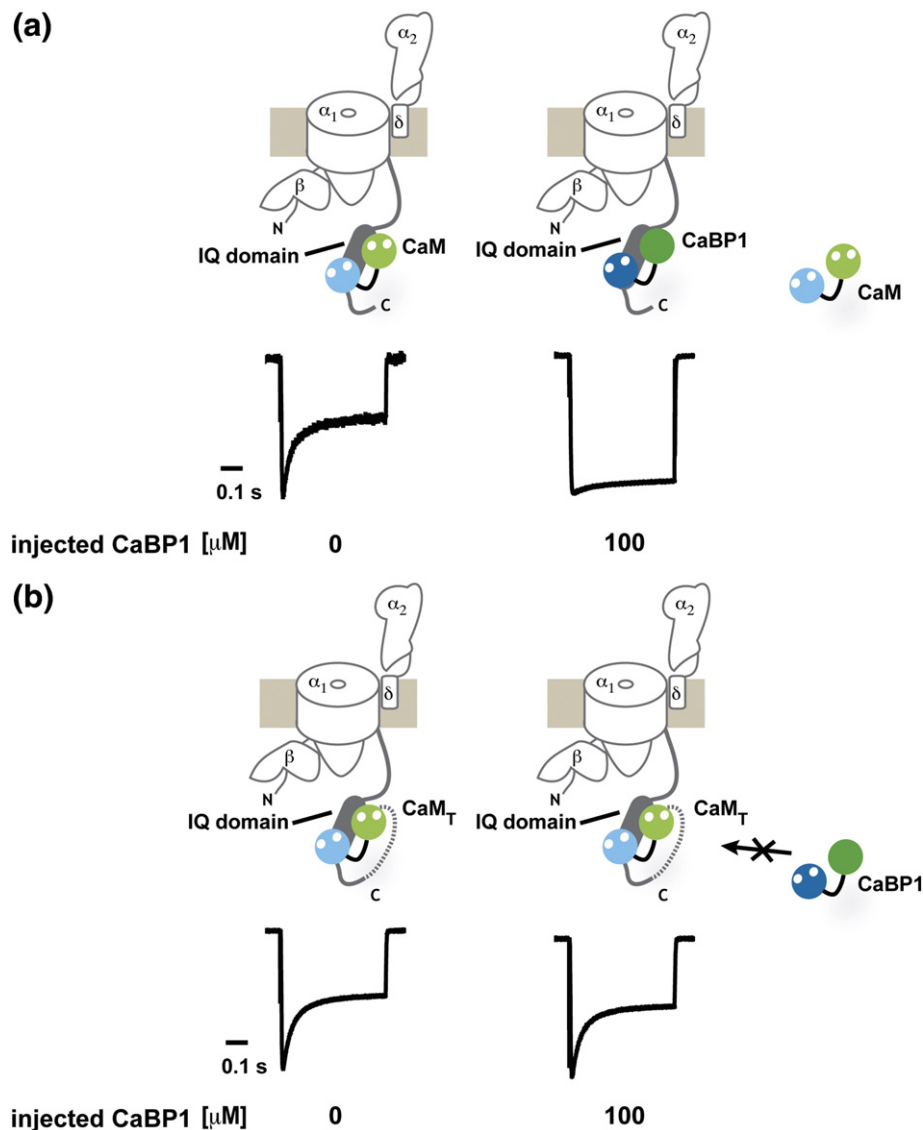 (a)
α2
α1
δ
β
N
IQ domain
CaM
C
α2
α1
δ
β
N
IQ domain
CaBP1
C
CaM
0.1 s
injected CaBP1 [μM] 0 100
(b)
α2
α1
δ
β
N
IQ domain
CaMT
C
α2
α1
δ
β
N
IQ domain
CaMT
C
CaBP1
0.1 s
injected CaBP1 [μM] 0 100